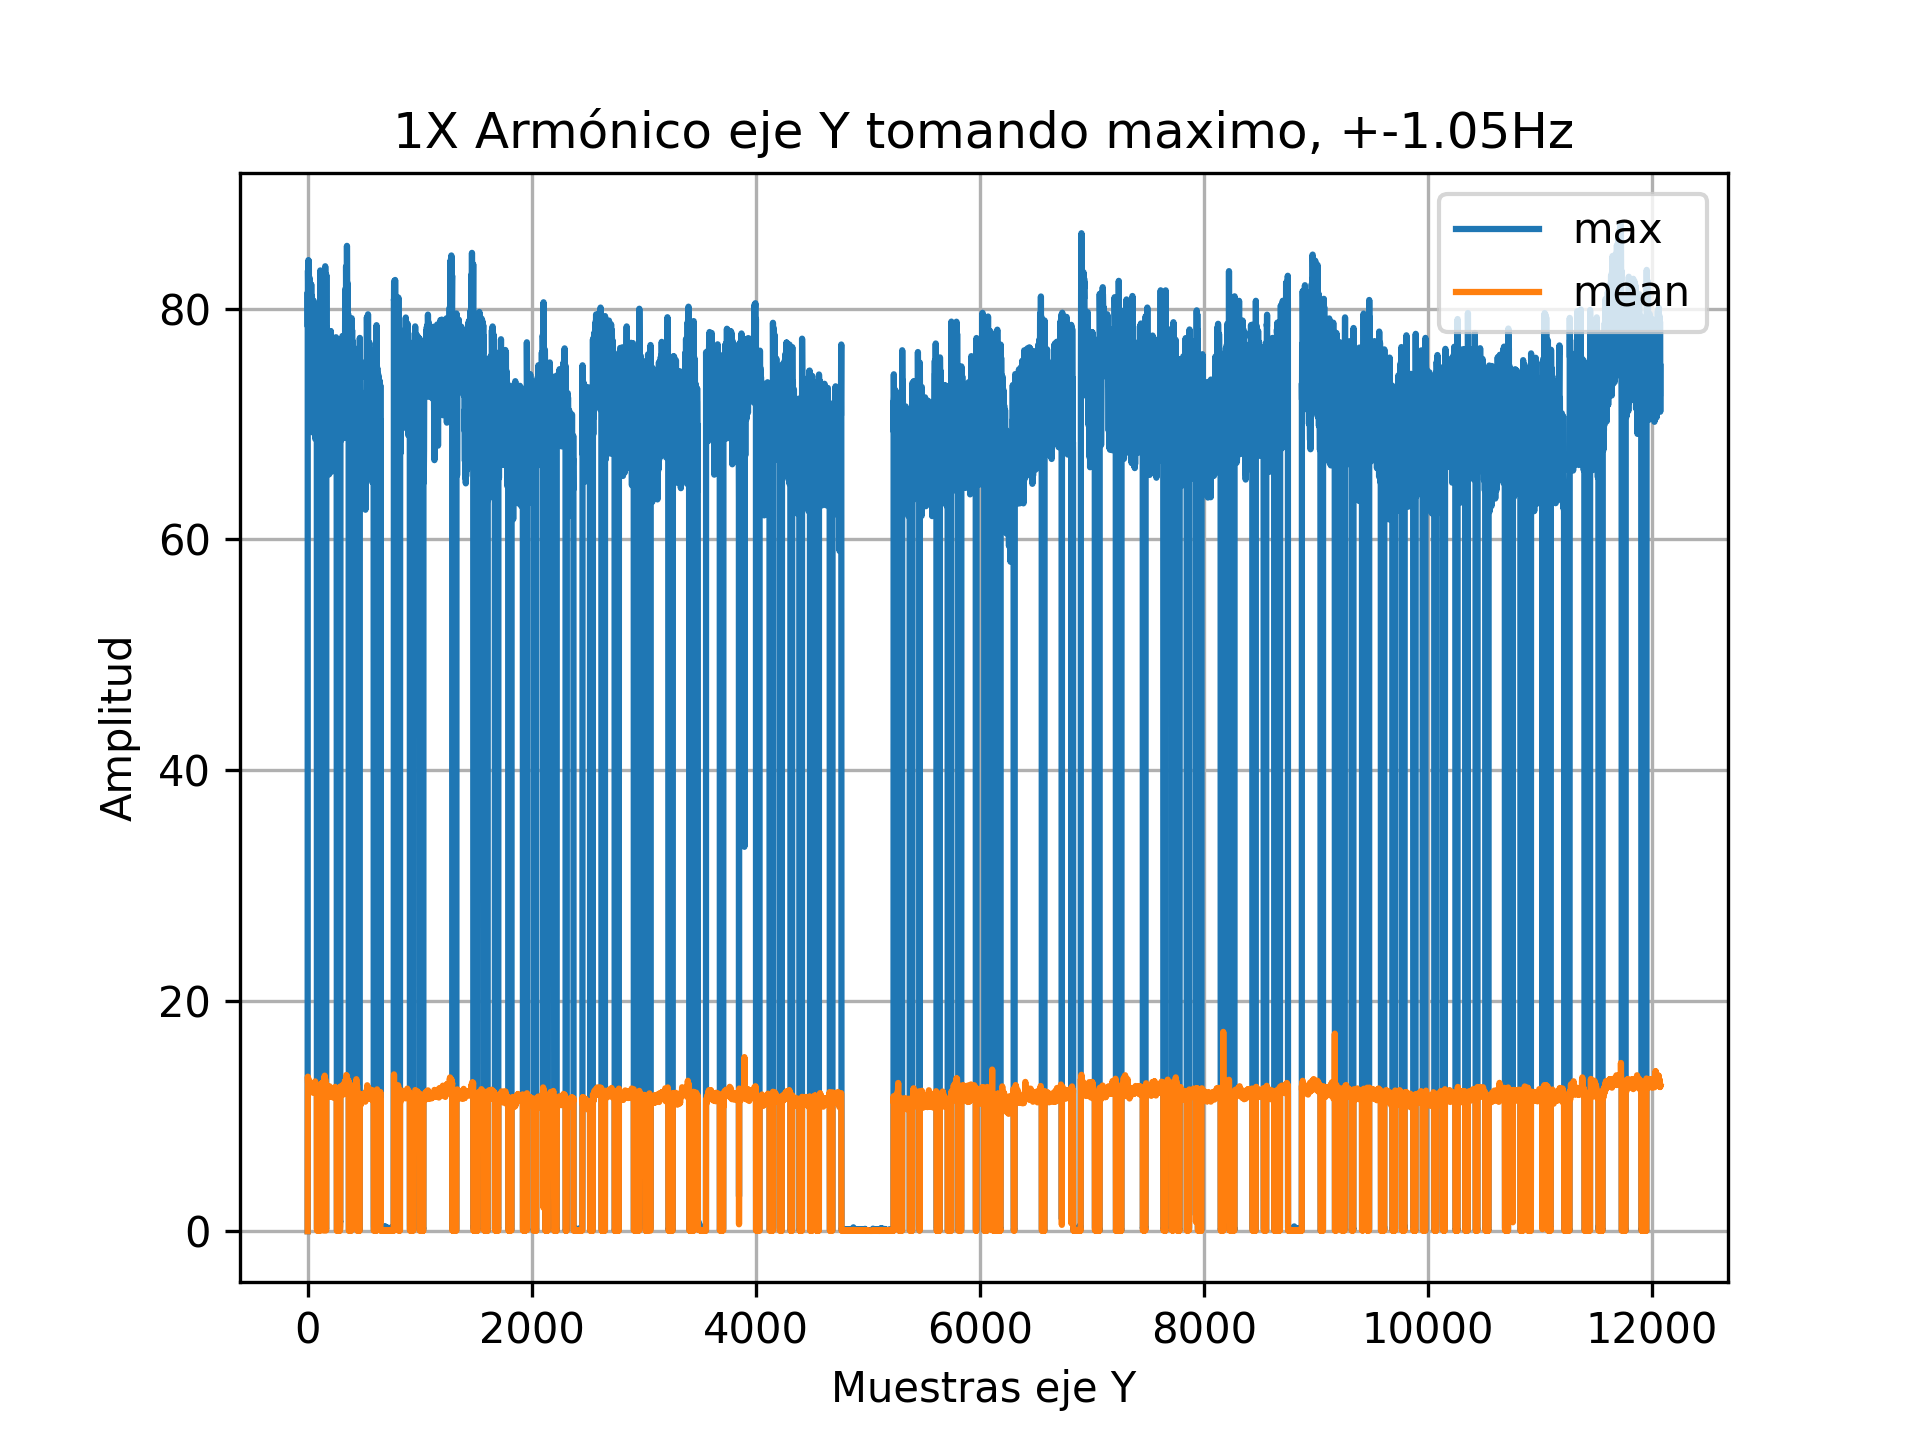 1X Armónico eje Y tomando maximo, +-1.05Hz
max
mean
80
60
40
20
0
Amplitud
0 2000 4000 6000 8000 10000 12000
Muestras eje Y